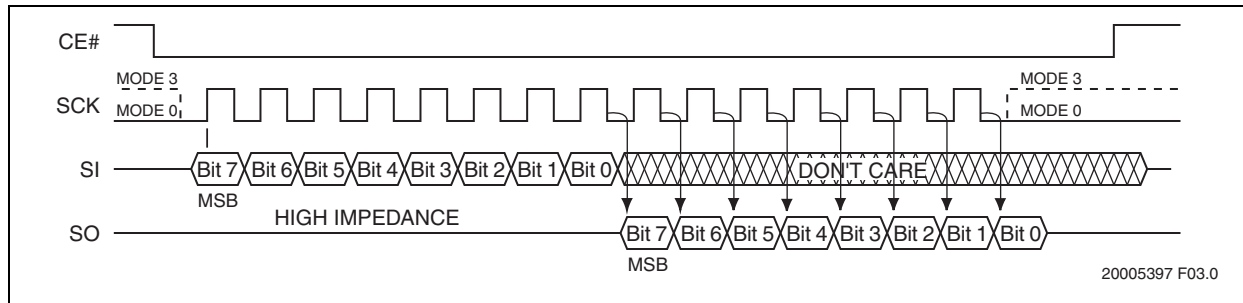 CE#
MODE 3
MODE 3
SCK
MODE 0
MODE 0
SI
Bit 7 Bit 6 Bit 5 Bit 4 Bit 3 Bit 2 Bit 1 Bit 0
DON'T CARE
MSB
HIGH IMPEDANCE
SO
Bit 7 Bit 6 Bit 5 Bit 4 Bit 3 Bit 2 Bit 1 Bit 0
MSB
20005397 F03.0